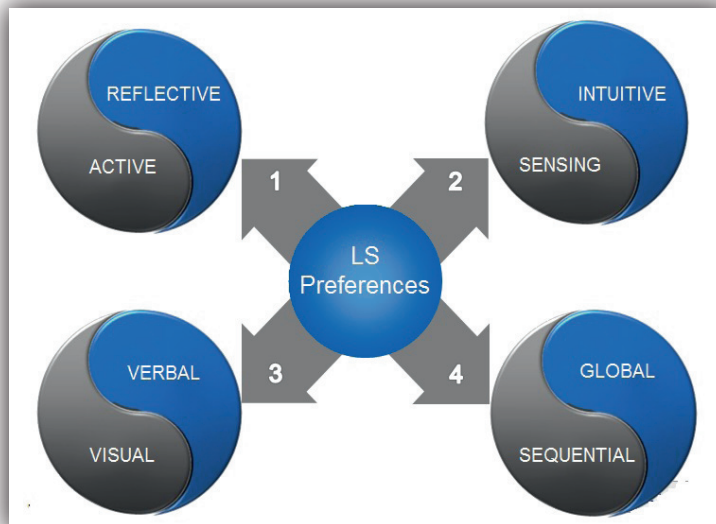 REFLECTIVE
ACTIVE
INTUITIVE
SENSING
1
2
LS
Preferences
3
4
VERBAL
VISUAL
GLOBAL
SEQUENTIAL